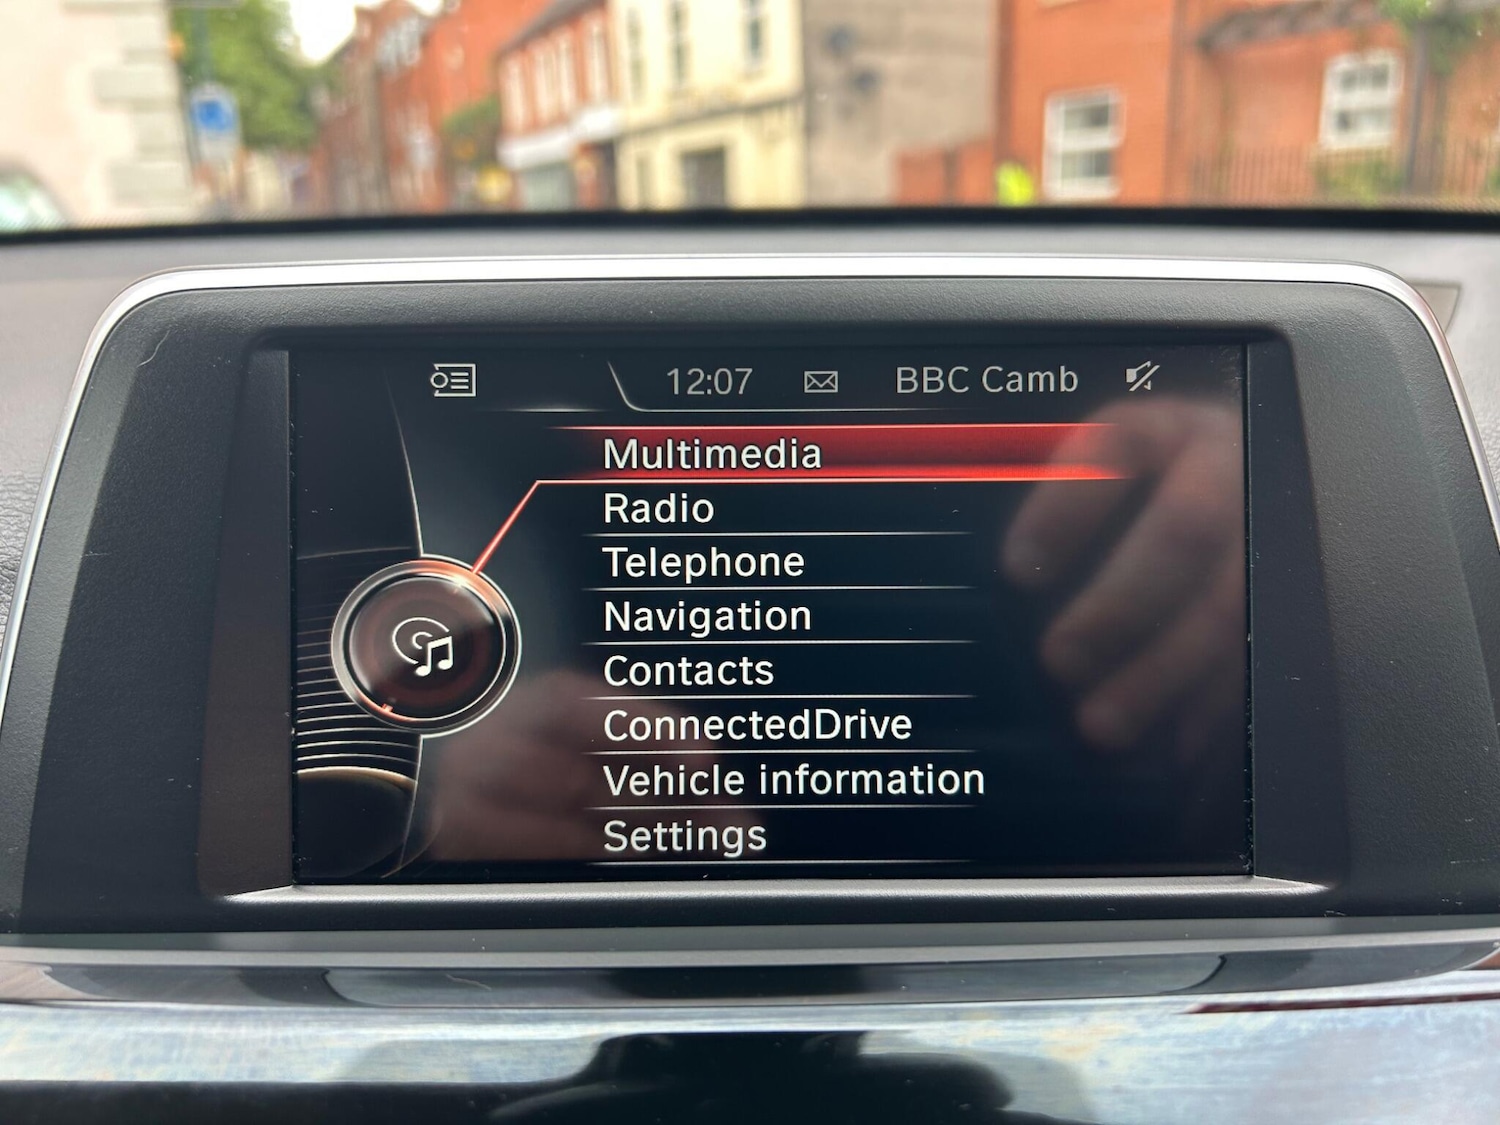 12:07 BBC Camb
Multimedia
Radio
Telephone
Navigation
Contacts
ConnectedDrive
Vehicle information
Settings